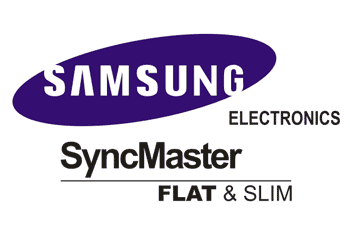 SAMSUNG
ELECTRONICS
SyncMaster
FLAT & SLIM